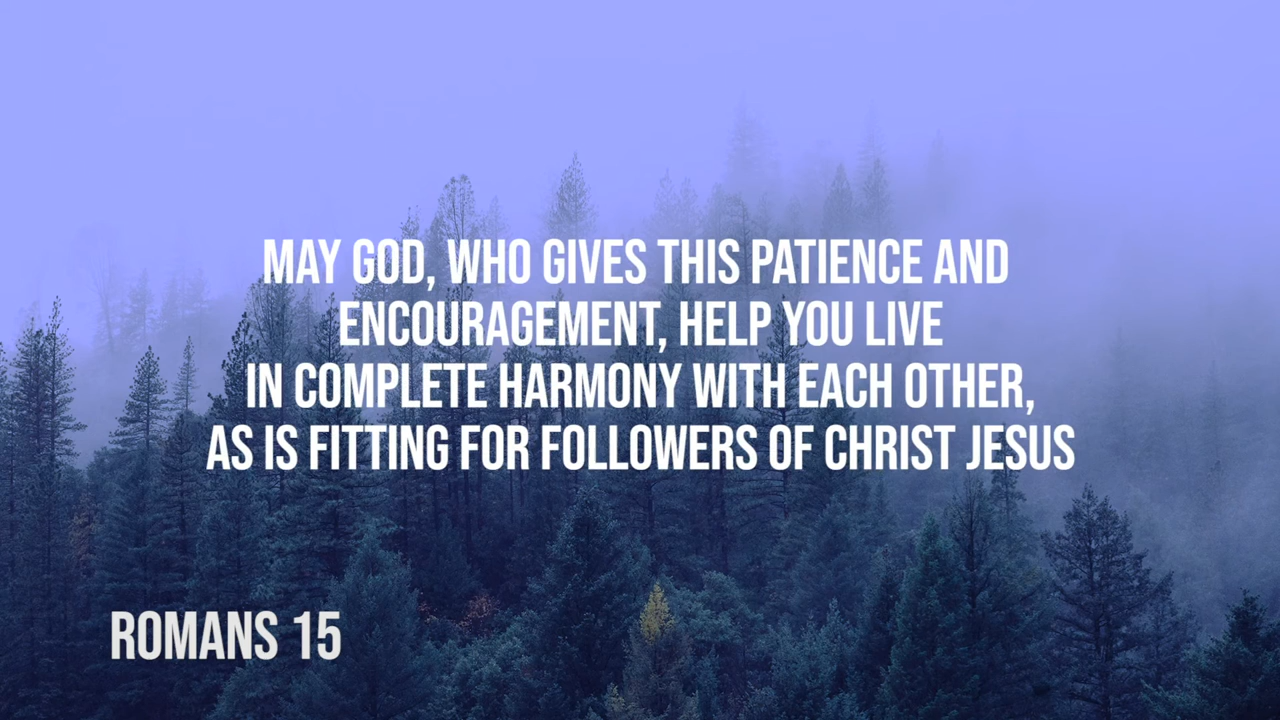 MAY GOD, WHO GIVES THIS PATIENCE AND
ENCOURAGEMENT, HELP YOU LIVE
IN COMPLETE HARMONY WITH EACH OTHER,
AS IS FITTING FOR FOLLOWERS OF CHRIST JESUS
ROMANS 15